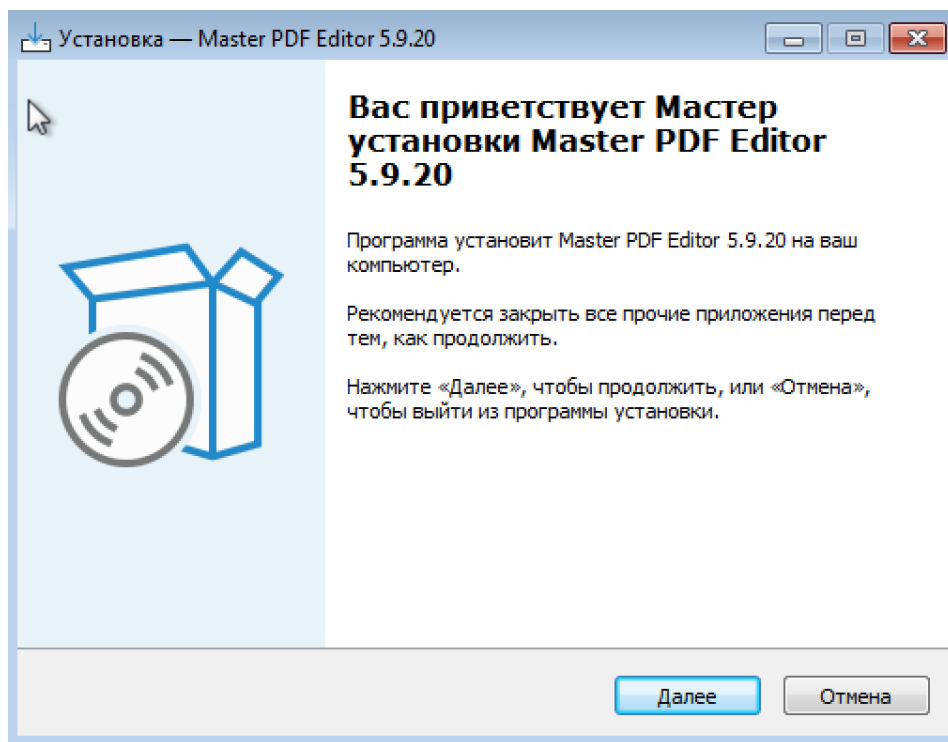 Установка — Master PDF Editor 5.9.20
Вас приветствует Мастер
установки Master PDF Editor
5.9.20
Программа установит Master PDF Editor 5.9.20 на ваш
компьютер.
Рекомендуется закрыть все прочие приложения перед
тем, как продолжить.
Нажмите «Далее», чтобы продолжить, или «Отмена»,
чтобы выйти из программы установки.
Далее
Отмена